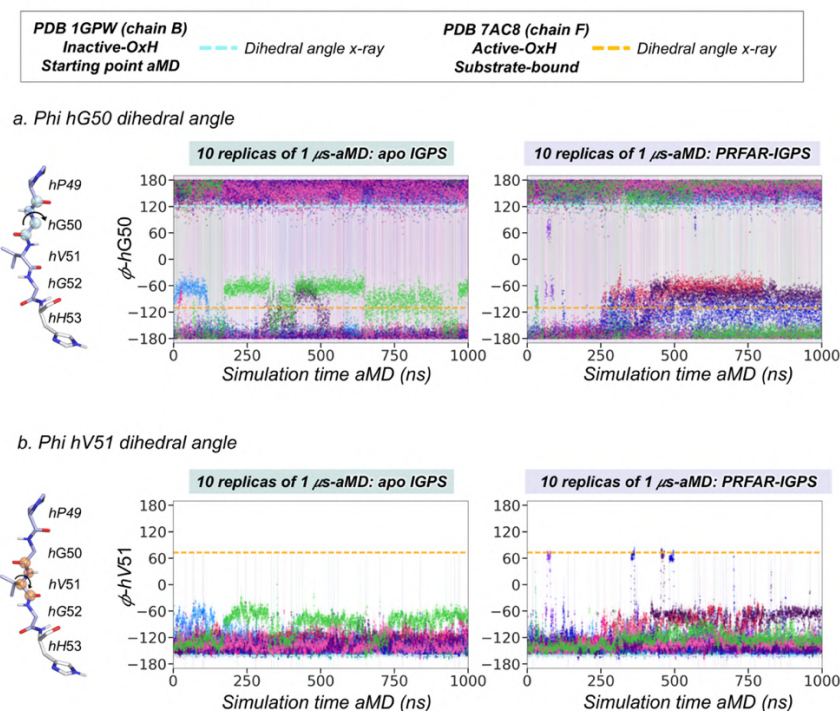 PDB 1GPW (chain B)
Inactive-OxH
Starting point aMD
Dihedral angle x-ray
PDB 7AC8 (chain F)
Active-OxH
Substrate-bound
Dihedral angle x-ray
a. Phi hG50 dihedral angle
hP49
hG50
hV51
hG52
hH53
10 replicas of 1 μs-aMD: apo IGPS
ϕ-hG50
180
120
60
0
−60
−120
−180
0 250 500 750 1000
Simulation time aMD (ns)
10 replicas of 1 μs-aMD: PRFAR-IGPS
180
120
60
0
−60
−120
−180
0 250 500 750 1000
Simulation time aMD (ns)
b. Phi hV51 dihedral angle
hP49
hG50
hV51
hG52
hH53
10 replicas of 1 μs-aMD: apo IGPS
ϕ-hV51
180
120
60
0
−60
−120
−180
0 250 500 750 1000
Simulation time aMD (ns)
10 replicas of 1 μs-aMD: PRFAR-IGPS
180
120
60
0
−60
−120
−180
0 250 500 750 1000
Simulation time aMD (ns)